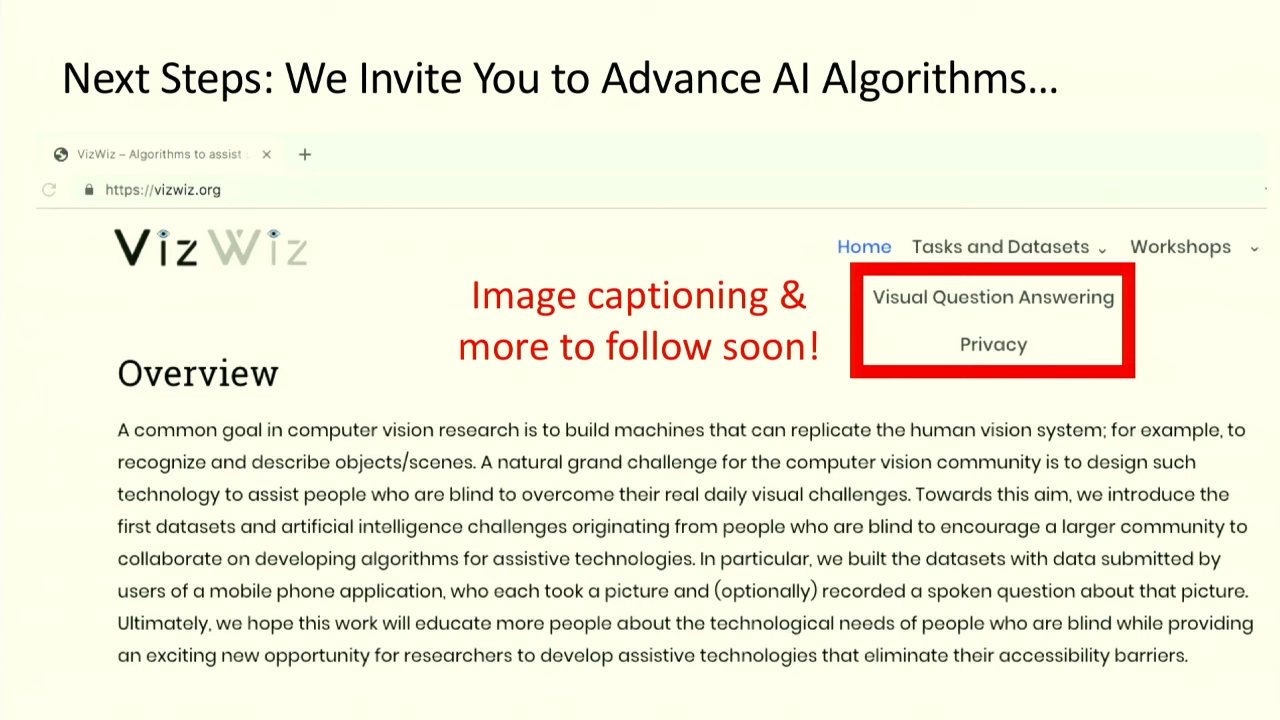 Next Steps: We Invite You to Advance AI Algorithms...
VizWiz – Algorithms to assist
https://vizwiz.org
VizWiz
Home Tasks and Datasets Workshops
Visual Question Answering
Privacy
Image captioning &
more to follow soon!
Overview
A common goal in computer vision research is to build machines that can replicate the human vision system; for example, to
recognize and describe objects/scenes. A natural grand challenge for the computer vision community is to design such
technology to assist people who are blind to overcome their real daily visual challenges. Towards this aim, we introduce the
first datasets and artificial intelligence challenges originating from people who are blind to encourage a larger community to
collaborate on developing algorithms for assistive technologies. In particular, we built the datasets with data submitted by
users of a mobile phone application, who each took a picture and (optionally) recorded a spoken question about that picture.
Ultimately, we hope this work will educate more people about the technological needs of people who are blind while providing
an exciting new opportunity for researchers to develop assistive technologies that eliminate their accessibility barriers.